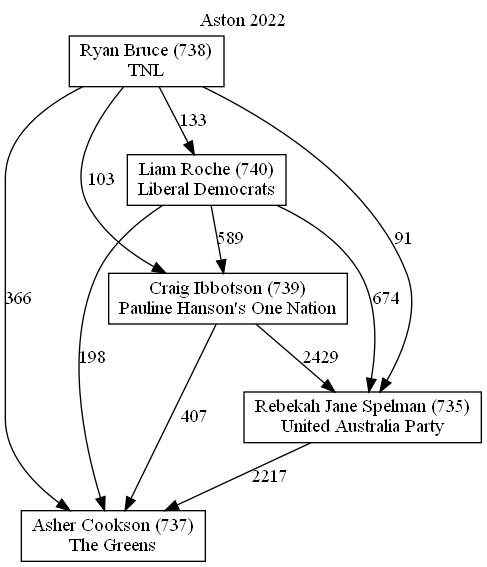 Aston 2022
Ryan Bruce (738)
TNL
133
103
91
366
Liam Roche (740)
Liberal Democrats
589
674
198
Craig Ibbotson (739)
Pauline Hanson's One Nation
2429
407
Rebekah Jane Spelman (735)
United Australia Party
2217
Asher Cookson (737)
The Greens